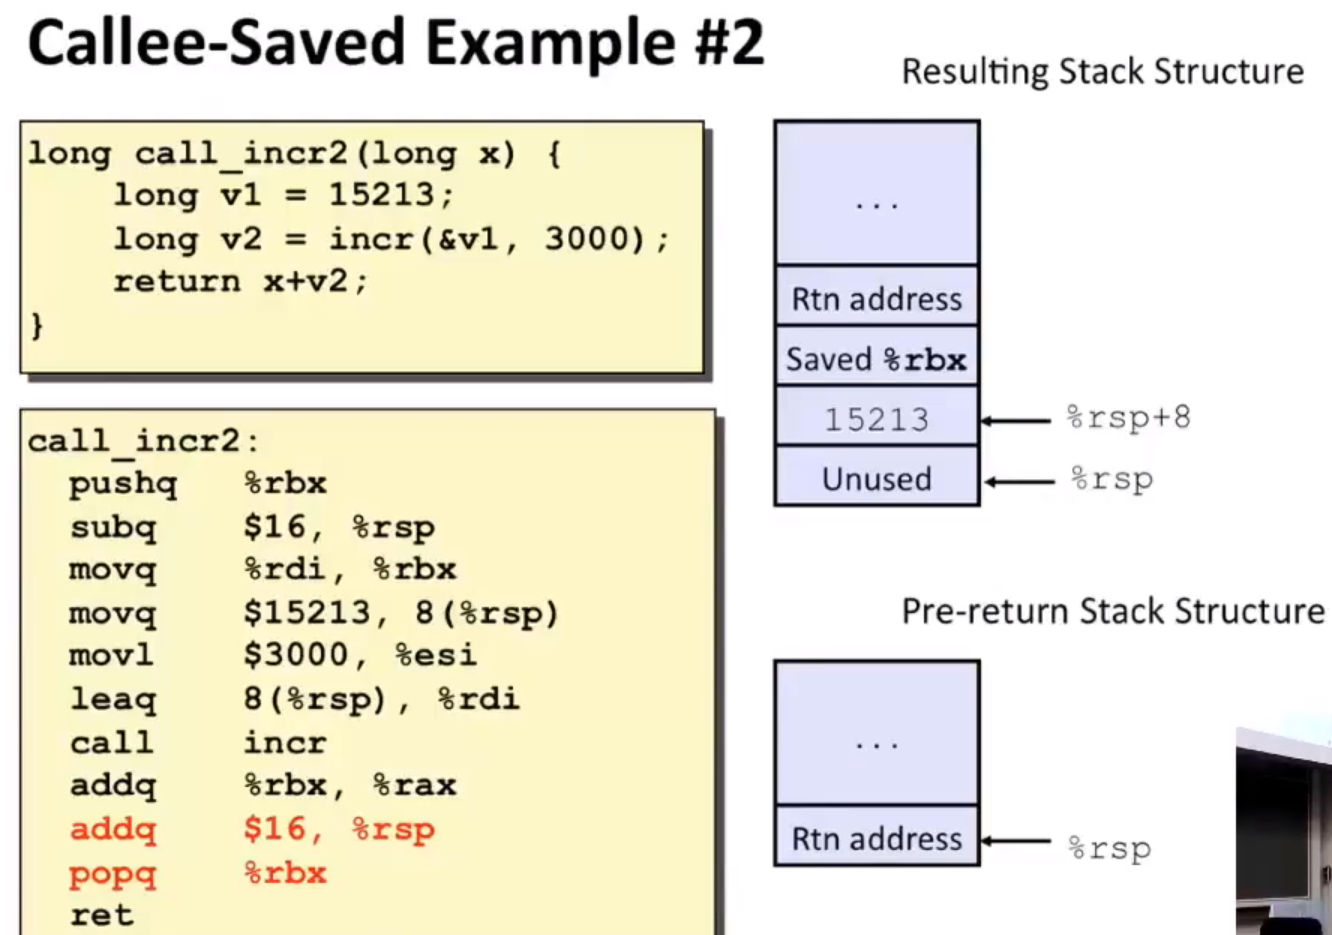 Callee-Saved Example #2
long call_incr2(long x) {
    long v1 = 15213;
    long v2 = incr(&v1, 3000);
    return x+v2;
}
call_incr2:
  pushq   %rbx
  subq    $16, %rsp
  movq    %rdi, %rbx
  movq    $15213, 8(%rsp)
  movl    $3000, %esi
  leaq    8(%rsp), %rdi
  call    incr
  addq    %rbx, %rax
  addq    $16, %rsp
  popq    %rbx
  ret
Resulting Stack Structure
...
Rtn address
Saved %rbx
15213 %rsp+8
Unused %rsp
Pre-return Stack Structure
...
Rtn address %rsp